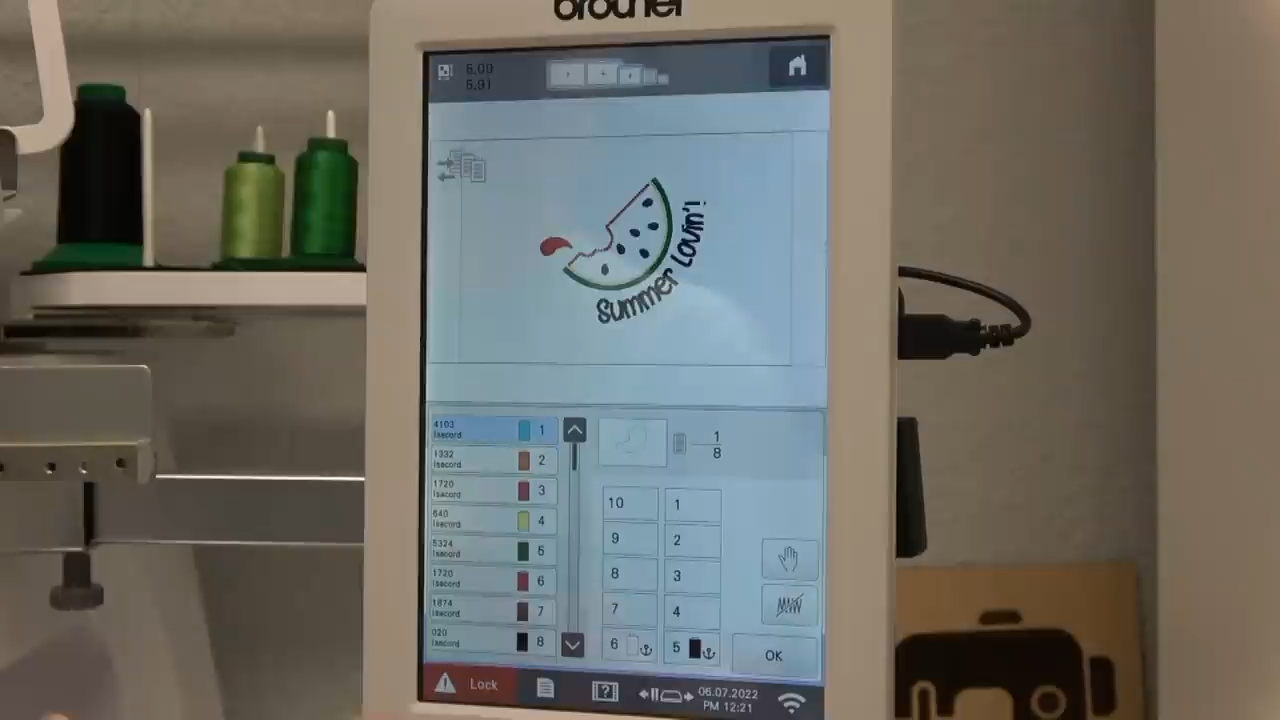 brother
6.09
6.91
Summer Lovin'!
4103
Isacord
1
1332
Isacord
2
1720
Isacord
3
640
Isacord
4
5324
Isacord
5
1720
Isacord
6
1874
Isacord
7
020
Isacord
8
1
8
10
1
9
2
8
3
7
4
6
5
OK
Lock
06.07.2022
PM 12:21